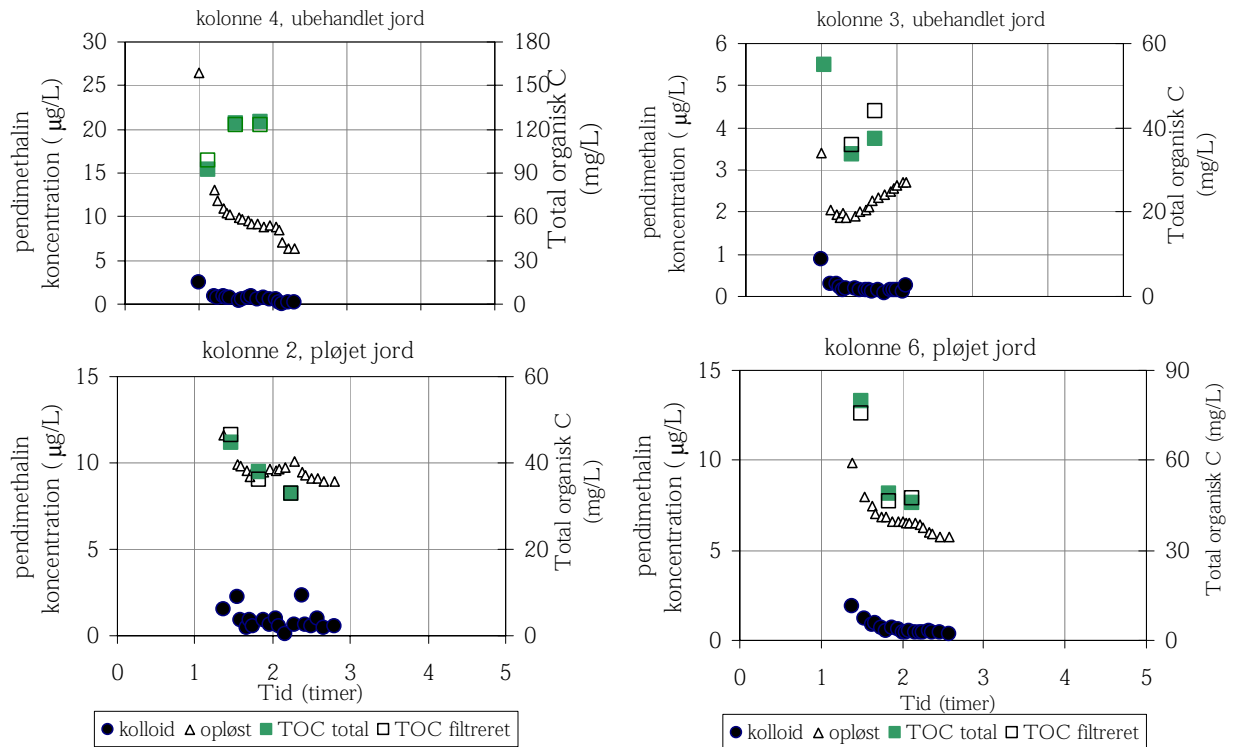 kolonne 4, ubehandlet jord
30
25
20
15
10
5
0
180
150
120
90
60
30
0
pendimethalin
koncentration ( µg/L)
Total organisk C
(mg/L)
kolonne 3, ubehandlet jord
6
5
4
3
2
1
0
60
40
20
0
pendimethalin
koncentration ( µg/L)
Total organisk C
(mg/L)
kolonne 2, pløjet jord
15
10
5
0
60
40
20
0
pendimethalin
koncentration ( µg/L)
Total organisk C
(mg/L)
0 1 2 3 4 5
Tid (timer)
kolonne 6, pløjet jord
15
10
5
0
90
60
30
0
pendimethalin
koncentration ( µg/L)
Total organisk C (mg/L)
0 1 2 3 4 5
Tid (timer)
kolloid opløst TOC total TOC filtreret
kolloid opløst TOC total TOC filtreret